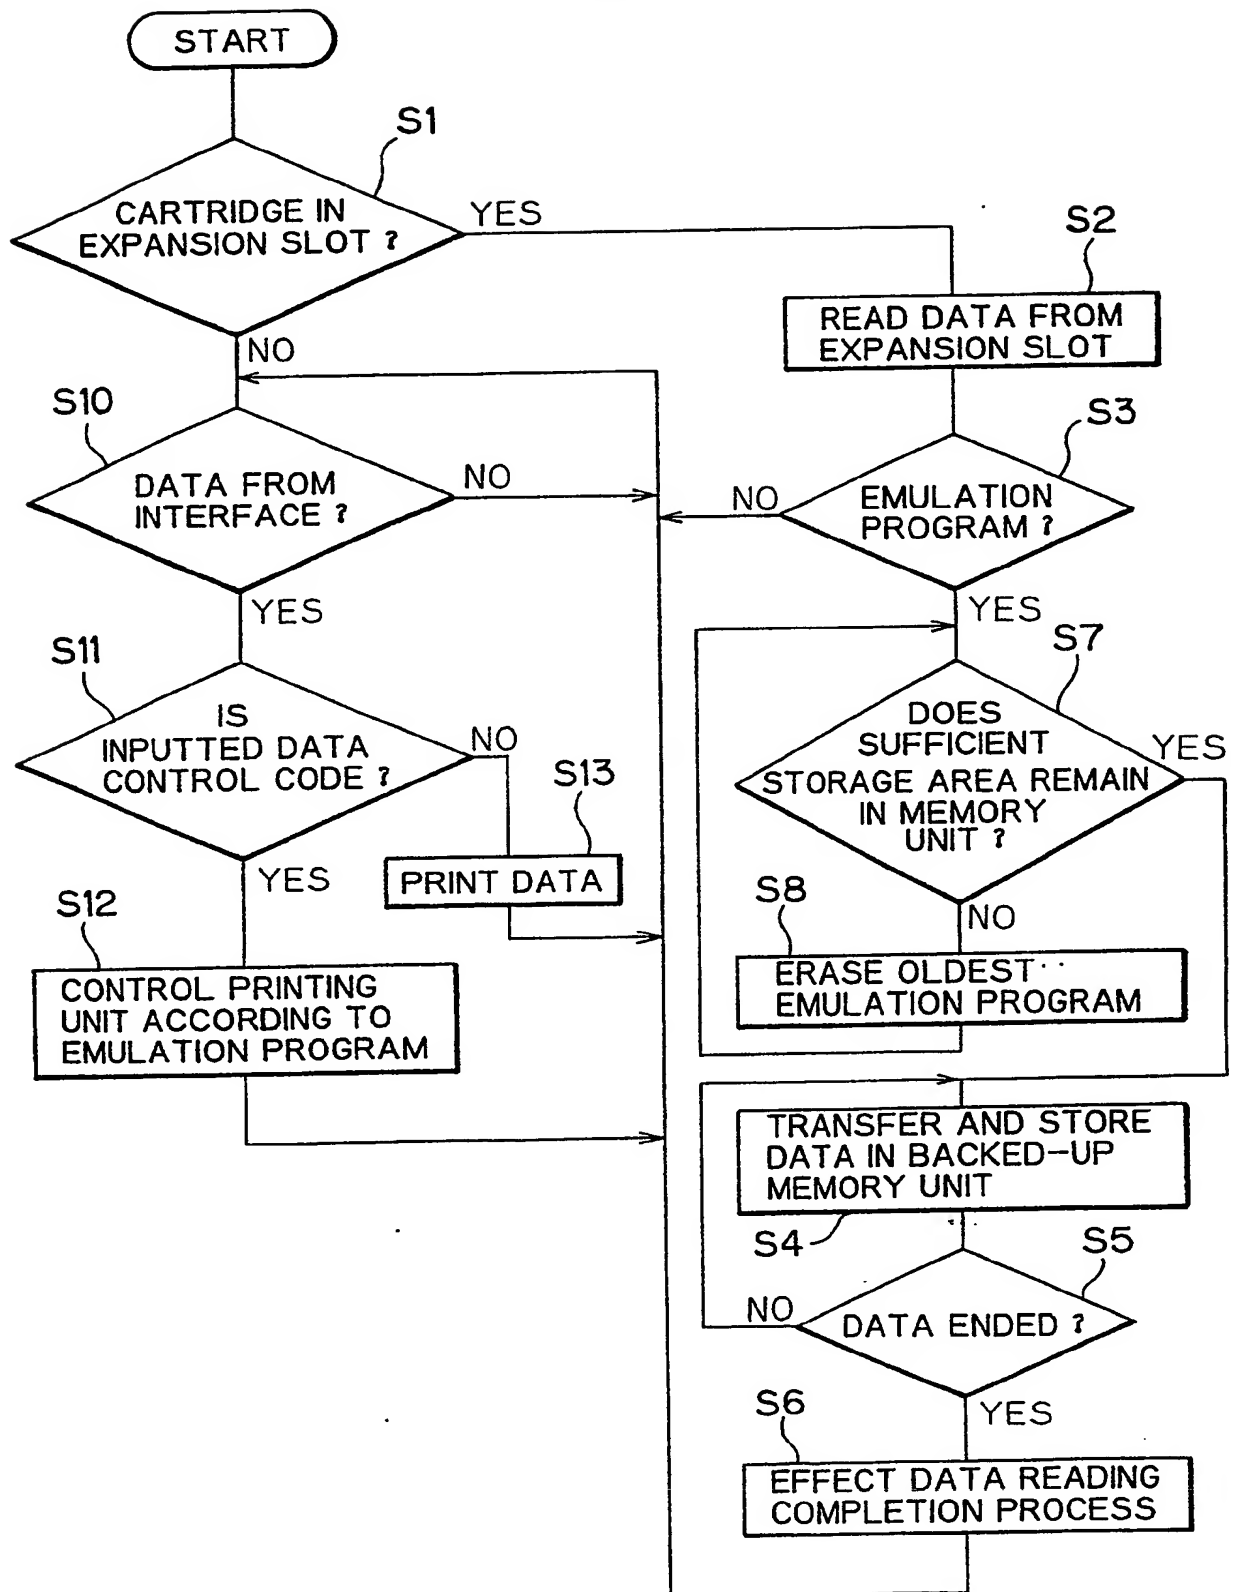 START
S1
CARTRIDGE IN
EXPANSION SLOT ?
YES
NO
S2
READ DATA FROM
EXPANSION SLOT
S10
DATA FROM
INTERFACE ?
NO
YES
S3
EMULATION
PROGRAM ?
NO
YES
S11
IS
INPUTTED DATA
CONTROL CODE ?
NO
YES
S13
PRINT DATA
S12
CONTROL PRINTING
UNIT ACCORDING TO
EMULATION PROGRAM
S7
DOES
SUFFICIENT
STORAGE AREA REMAIN
IN MEMORY
UNIT ?
YES
NO
S8
ERASE OLDEST
EMULATION PROGRAM
TRANSFER AND STORE
DATA IN BACKED-UP
MEMORY UNIT
S4
S5
DATA ENDED ?
NO
YES
S6
EFFECT DATA READING
COMPLETION PROCESS